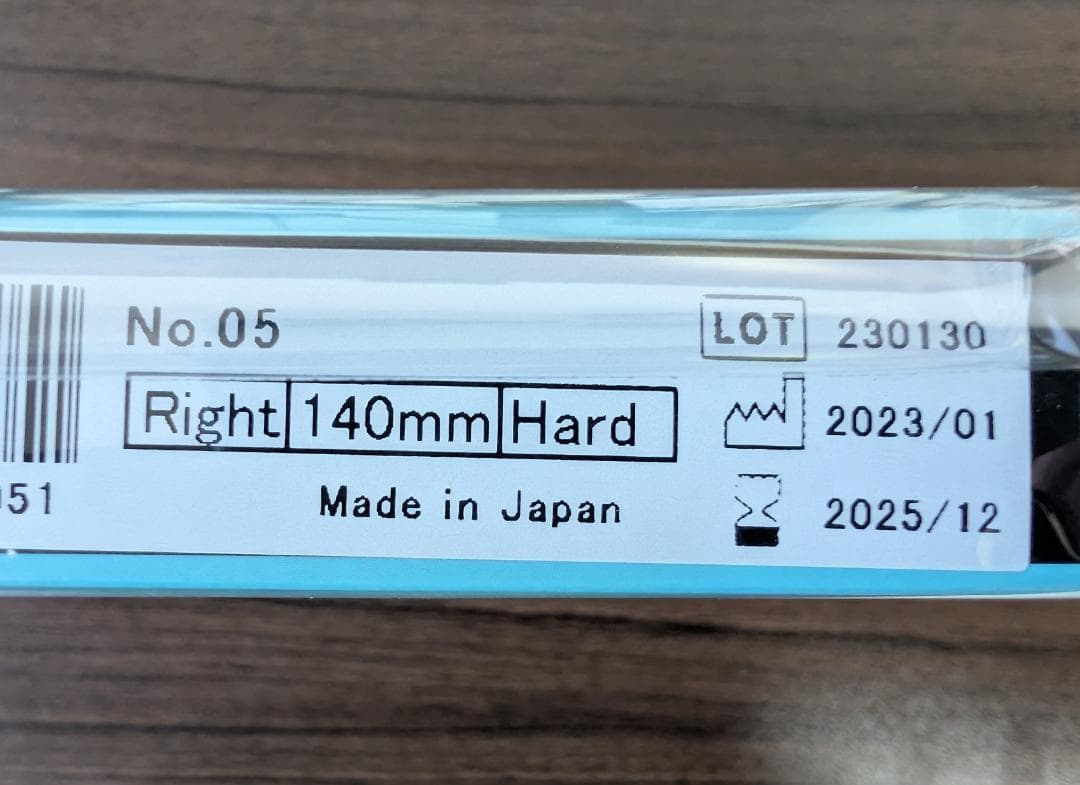 No.05
Right 140mm Hard
Made in Japan
51
LOT 230130
2023/01
2025/12